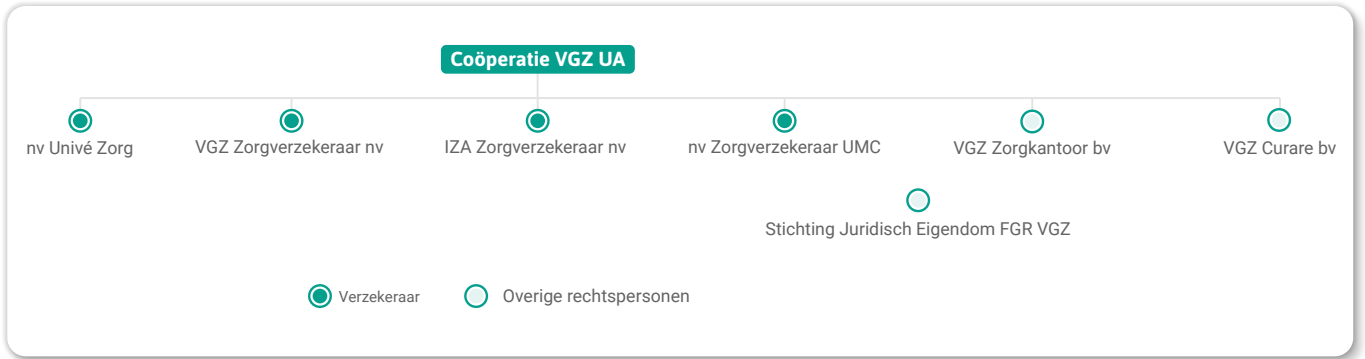 Coöperatie VGZ UA
nv Univé Zorg
VGZ Zorgverzekeraar nv
IZA Zorgverzekeraar nv
nv Zorgverzekeraar UMC
VGZ Zorgkantoor bv
VGZ Curare bv
Stichting Juridisch Eigendom FGR VGZ
Verzekeraar
Overige rechtspersonen